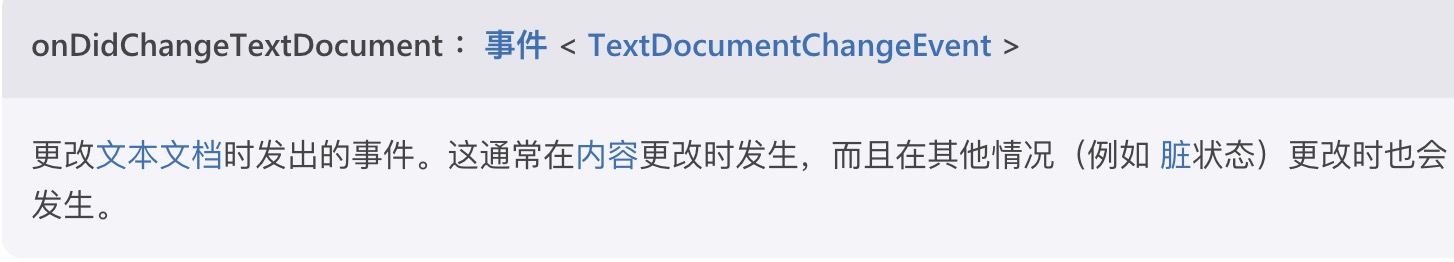 onDidChangeTextDocument： 事件 < TextDocumentChangeEvent >
更改文本文档时发出的事件。这通常在内容更改时发生，而且在其他情况（例如 脏状态）更改时也会
发生。